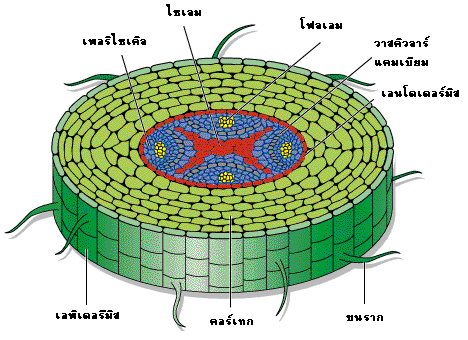 ไซเลม
โฟลเอม
เพอริไซเคิล
วาสคิวลาร์
แคมเบียม
เอนโดเดอร์มิส
เอพิเดอร์มิส
คอร์เทก
ขนราก